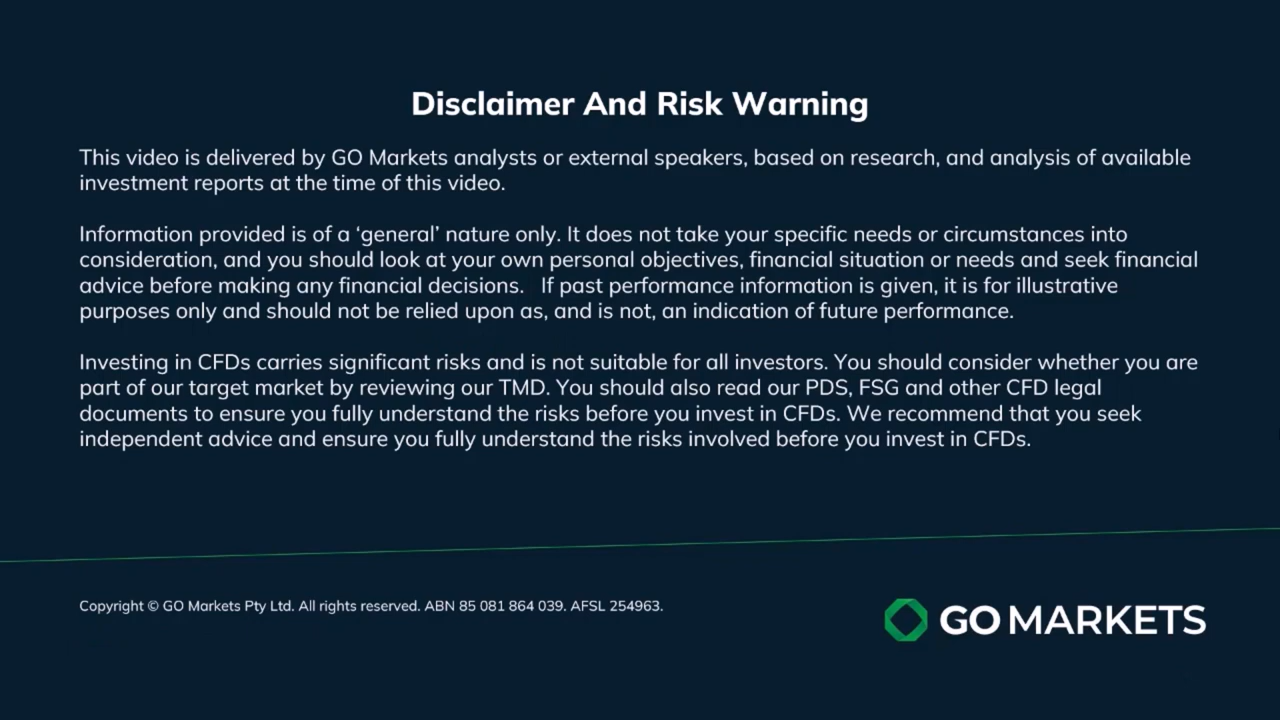 Disclaimer And Risk Warning
This video is delivered by GO Markets analysts or external speakers, based on research, and analysis of available
investment reports at the time of this video.
Information provided is of a ‘general’ nature only. It does not take your specific needs or circumstances into
consideration, and you should look at your own personal objectives, financial situation or needs and seek financial
advice before making any financial decisions.   If past performance information is given, it is for illustrative
purposes only and should not be relied upon as, and is not, an indication of future performance.
Investing in CFDs carries significant risks and is not suitable for all investors. You should consider whether you are
part of our target market by reviewing our TMD. You should also read our PDS, FSG and other CFD legal
documents to ensure you fully understand the risks before you invest in CFDs. We recommend that you seek
independent advice and ensure you fully understand the risks involved before you invest in CFDs.
Copyright © GO Markets Pty Ltd. All rights reserved. ABN 85 081 864 039. AFSL 254963.
GO MARKETS